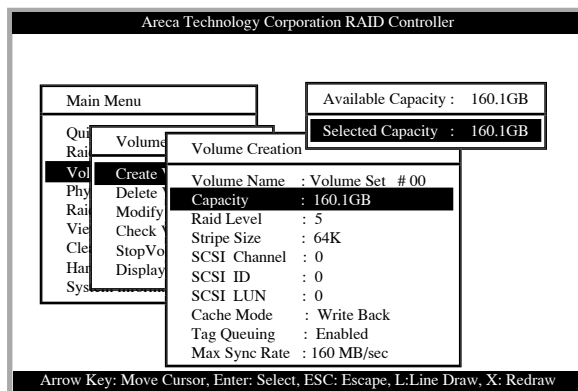 Areca Technology Corporation RAID Controller
Main Menu
Available Capacity : 160.1GB
Selected Capacity : 160.1GB
Volume
Volume Creation
Create
Delete
Modify
Check
Display
Volume Name : Volume Set # 00
Capacity : 160.1GB
Raid Level : 5
Stripe Size : 64K
SCSI Channel : 0
SCSI ID : 0
SCSI LUN : 0
Cache Mode : Write Back
Tag Queuing : Enabled
Max Sync Rate : 160 MB/sec
Arrow Key: Move Cursor, Enter: Select, ESC: Escape, L:Line Draw, X: Redraw